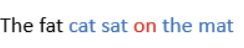 The fat cat sat on the mat